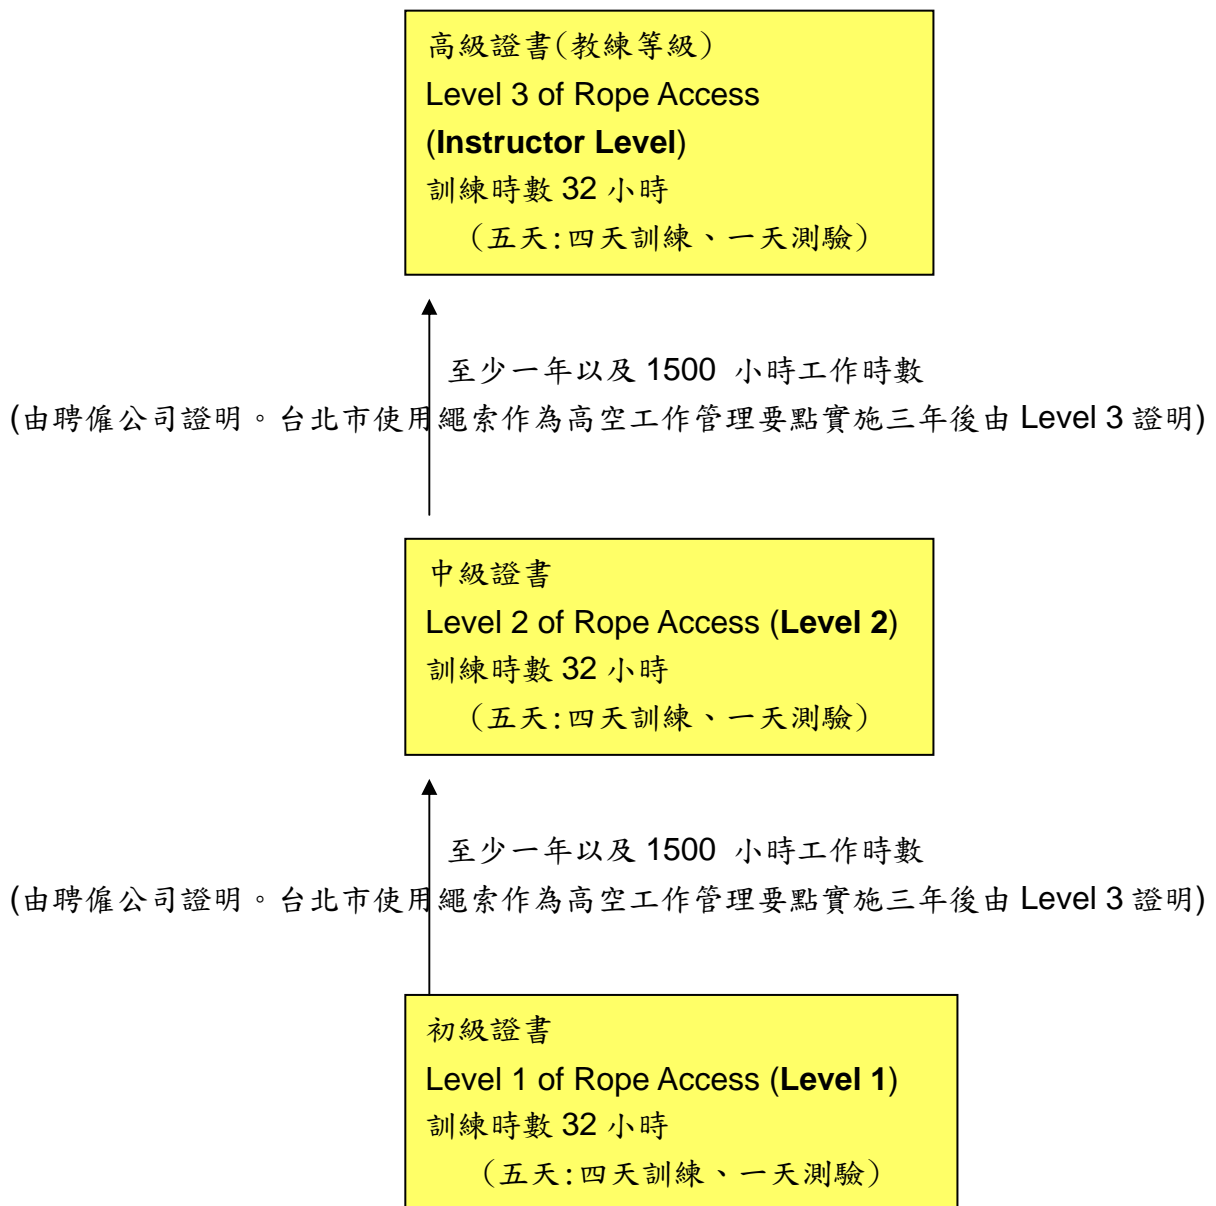 高級證書(教練等級)
Level 3 of Rope Access
(Instructor Level)
訓練時數 32 小時
(五天:四天訓練、一天測驗)
至少一年以及 1500 小時工作時數
(由聘僱公司證明。台北市使用繩索作為高空工作管理要點實施三年後由 Level 3 證明)
中級證書
Level 2 of Rope Access (Level 2)
訓練時數 32 小時
(五天:四天訓練、一天測驗)
至少一年以及 1500 小時工作時數
(由聘僱公司證明。台北市使用繩索作為高空工作管理要點實施三年後由 Level 3 證明)
初級證書
Level 1 of Rope Access (Level 1)
訓練時數 32 小時
(五天:四天訓練、一天測驗)